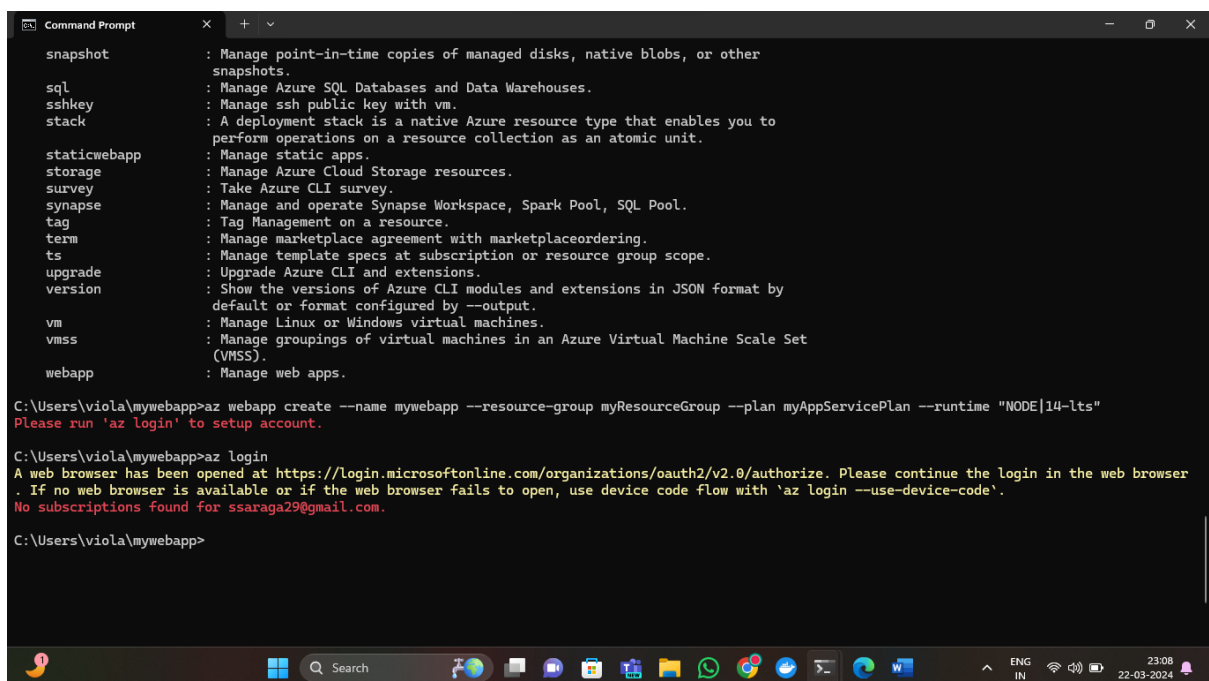 Command Prompt
snapshot : Manage point-in-time copies of managed disks, native blobs, or other
snapshots.
sql : Manage Azure SQL Databases and Data Warehouses.
sshkey : Manage ssh public key with vm.
stack : A deployment stack is a native Azure resource type that enables you to
perform operations on a resource collection as an atomic unit.
staticwebapp : Manage static apps.
storage : Manage Azure Cloud Storage resources.
survey : Take Azure CLI survey.
synapse : Manage and operate Synapse Workspace, Spark Pool, SQL Pool.
tag : Tag Management on a resource.
term : Manage marketplace agreement with marketplaceordering.
ts : Manage template specs at subscription or resource group scope.
upgrade : Upgrade Azure CLI and extensions.
version : Show the versions of Azure CLI modules and extensions in JSON format by
default or format configured by --output.
vm : Manage Linux or Windows virtual machines.
vmss : Manage groupings of virtual machines in an Azure Virtual Machine Scale Set
(VMSS).
webapp : Manage web apps.
C:\Users\viola\mywebapp>az webapp create --name mywebapp --resource-group myResourceGroup --plan myAppServicePlan --runtime "NODE|14-lts"
Please run 'az login' to setup account.
C:\Users\viola\mywebapp>az login
A web browser has been opened at https://login.microsoftonline.com/organizations/oauth2/v2.0/authorize. Please continue the login in the web browser
. If no web browser is available or if the web browser fails to open, use device code flow with `az login --use-device-code`.
No subscriptions found for ssaraga29@gmail.com.
C:\Users\viola\mywebapp>
1
Search
NEW
W
ENG
IN
23:08
22-03-2024